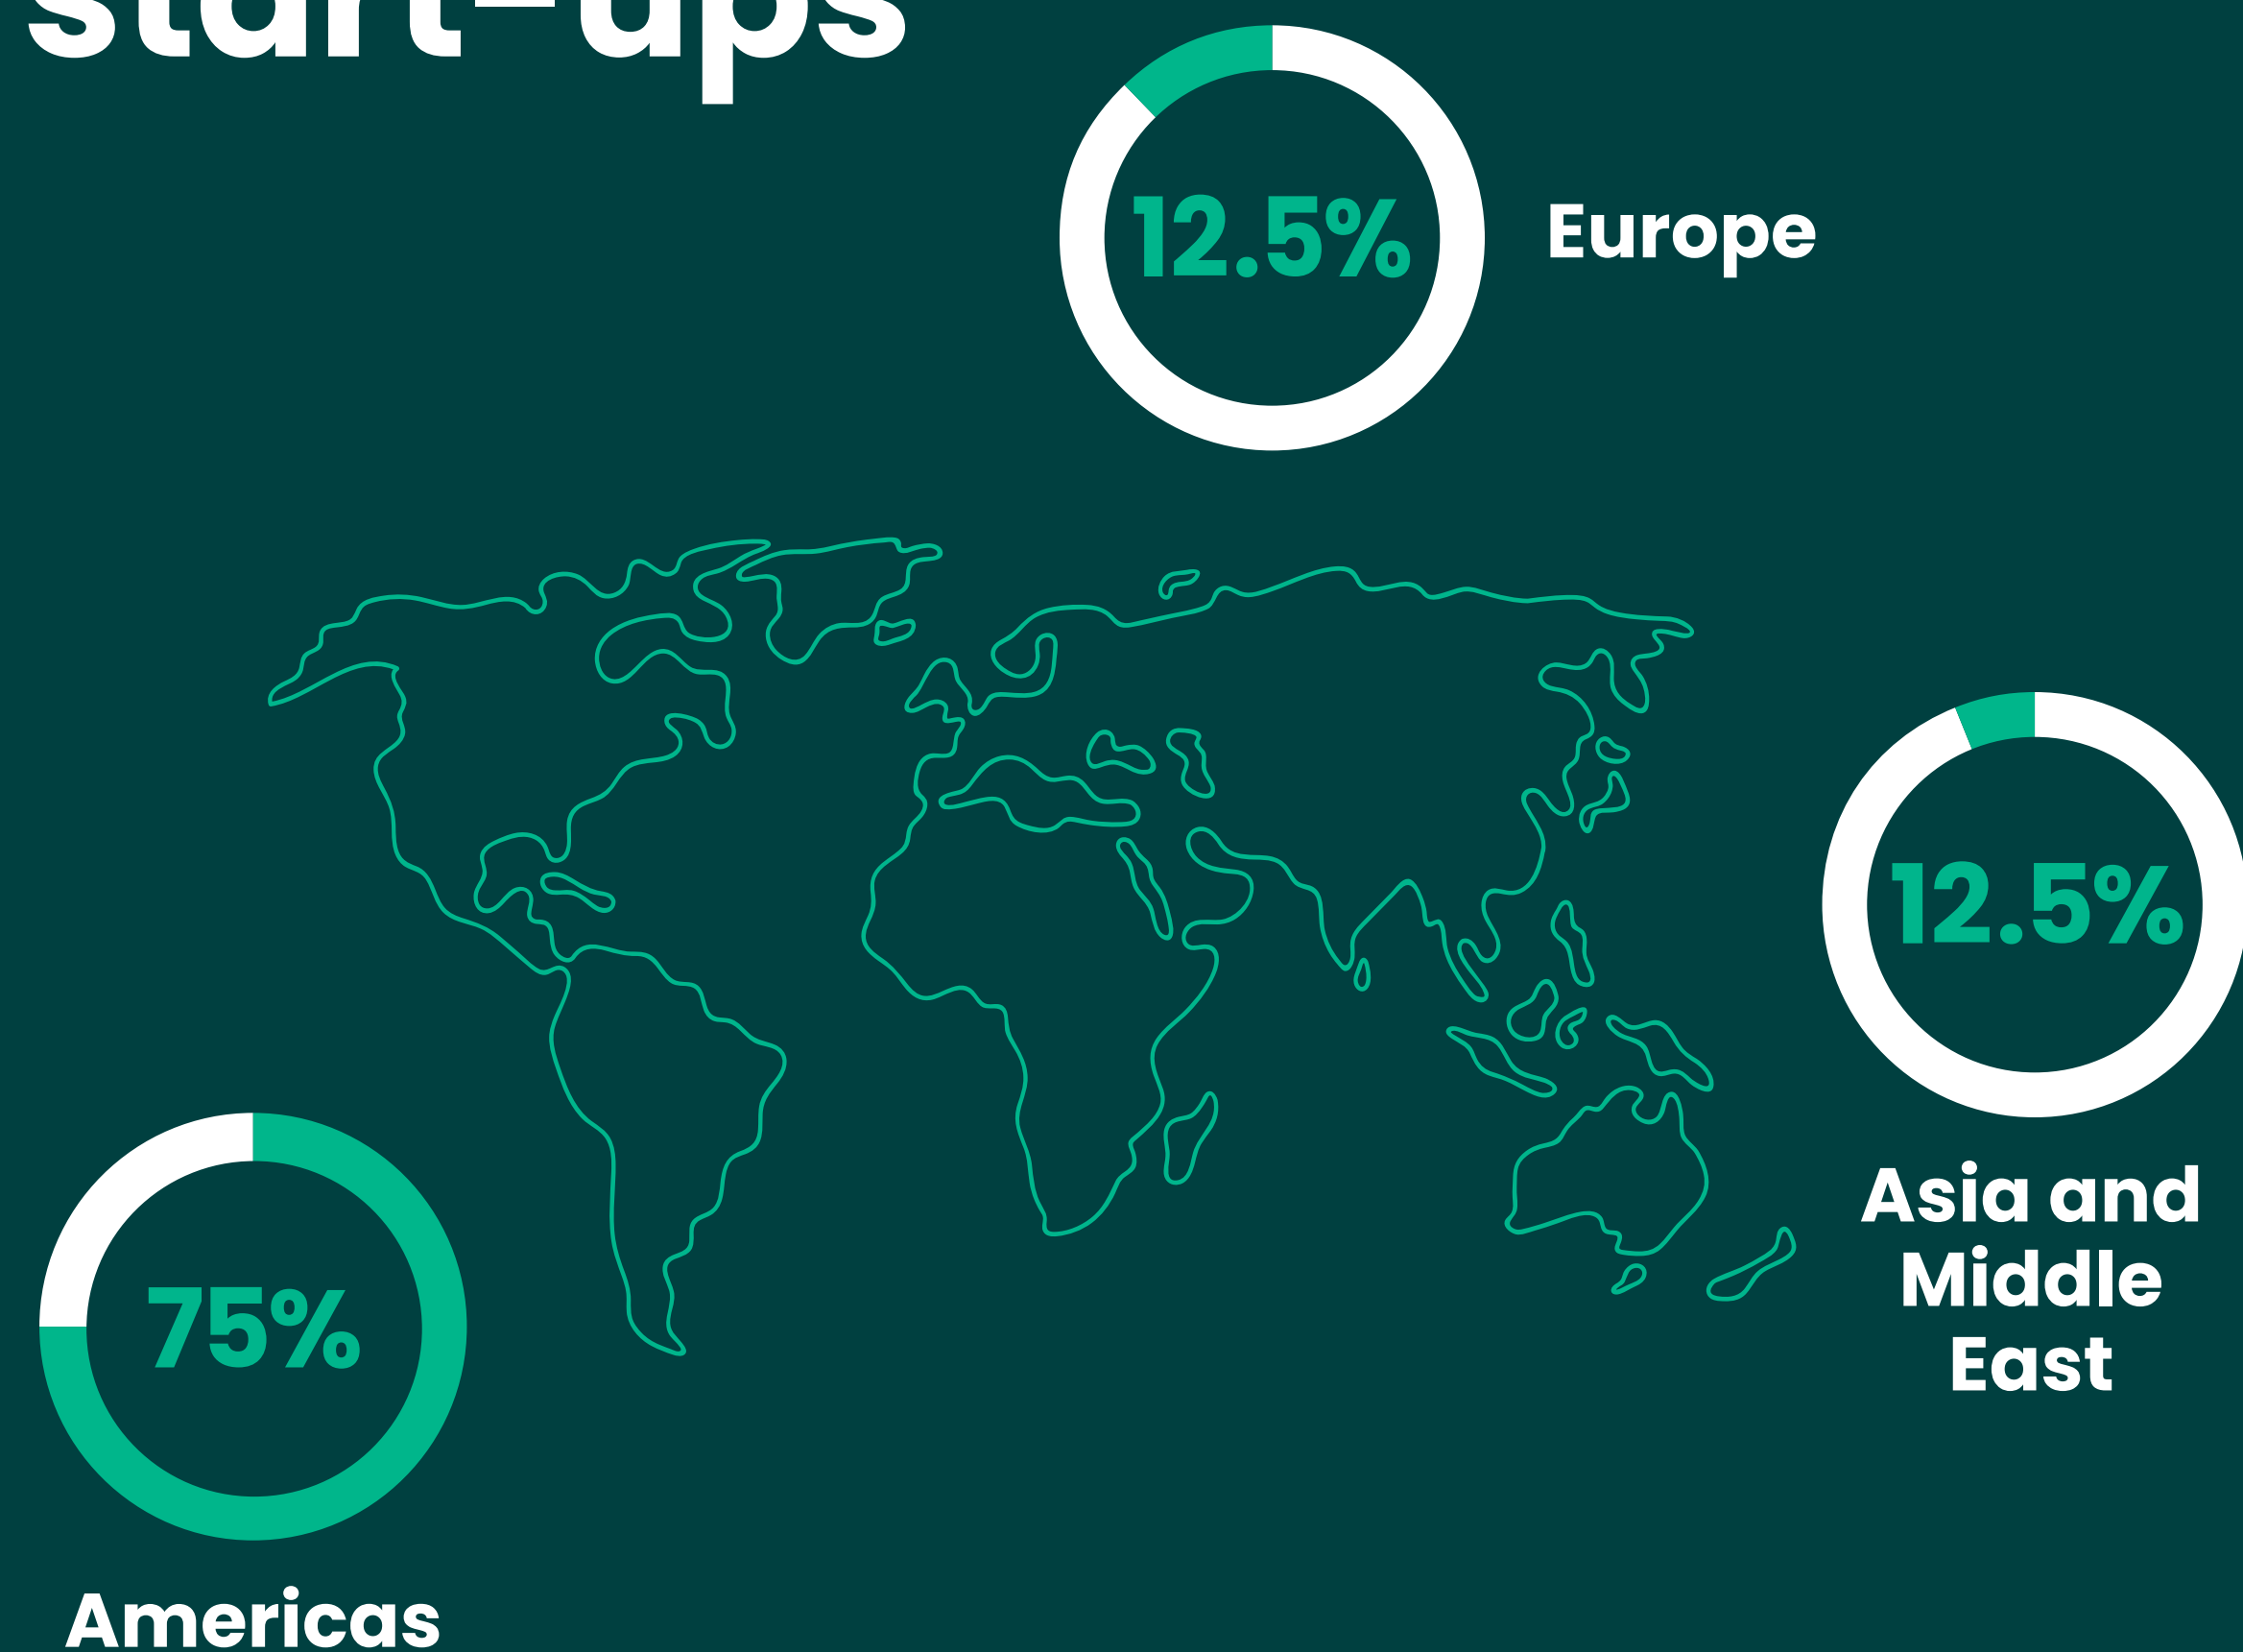 start-ups
12.5%
Europe
12.5%
Asia and
Middle
East
75%
Americas